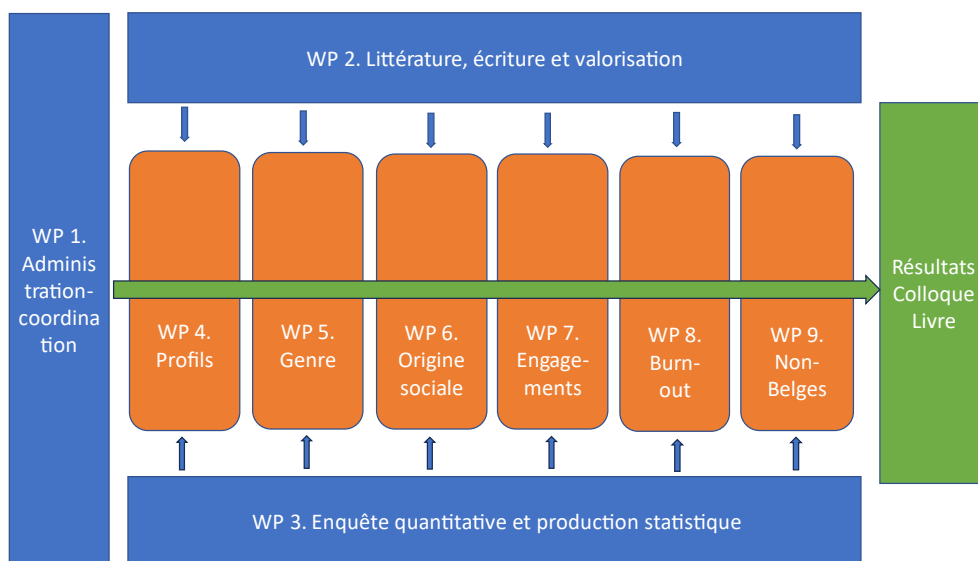 WP 2. Littérature, écriture et valorisation
WP 1.
Adminis
tration-
coordina
tion
WP 4.
Profils
WP 5.
Genre
WP 6.
Origine
sociale
WP 7.
Engage-
ments
WP 8.
Burn-
out
WP 9.
Non-
Belges
Résultats
Colloque
Livre
WP 3. Enquête quantitative et production statistique